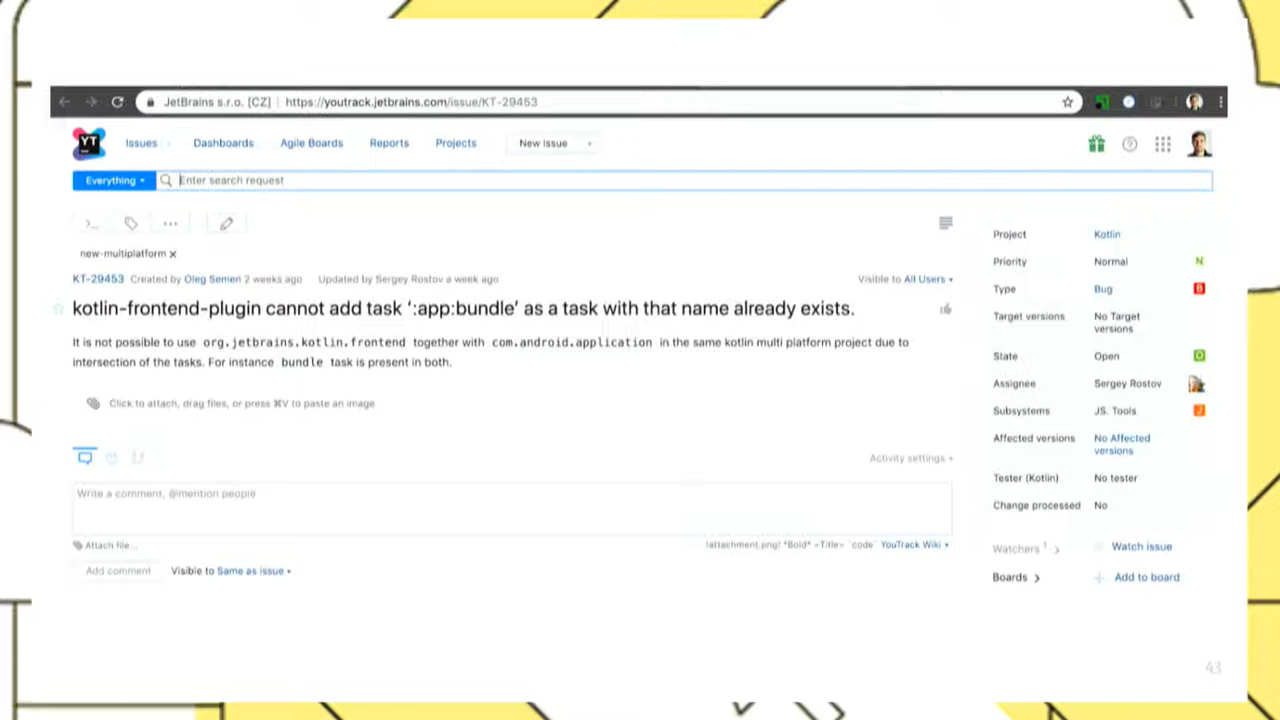 JetBrains s.r.o. [CZ] | https://youtrack.jetbrains.com/issue/KT-29453
YT
Issues Dashboards Agile Boards Reports Projects New Issue
Everything Enter search request
new-multiplatform ×
KT-29453 Created by Oleg Semen 2 weeks ago Updated by Sergey Rostov a week ago Visible to All Users
kotlin-frontend-plugin cannot add task ‘:app:bundle’ as a task with that name already exists.
It is not possible to use org.jetbrains.kotlin.frontend together with com.android.application in the same kotlin multi platform project due to
intersection of the tasks. For instance bundle task is present in both.
Click to attach, drag files, or press ⌘V to paste an image
Activity settings
Write a comment, @mention people
Attach file...
!attachment.png! *Bold* =Title= `code` YouTrack Wiki
Add comment Visible to Same as issue
Project Kotlin
Priority Normal N
Type Bug B
Target versions No Target
versions
State Open O
Assignee Sergey Rostov
Subsystems JS. Tools J
Affected versions No Affected
versions
Tester (Kotlin) No tester
Change processed No
Watchers 1 Watch issue
Boards Add to board
43